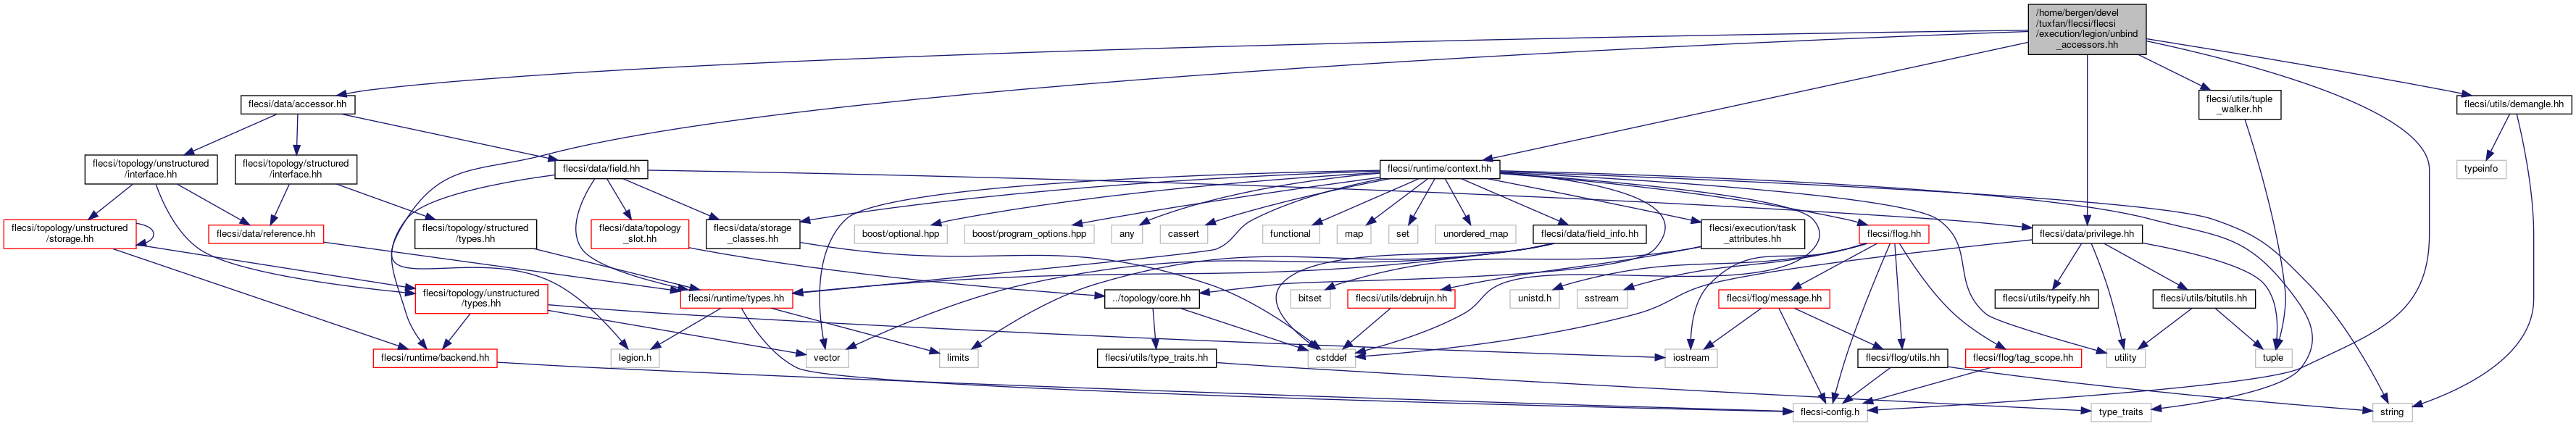 /home/bergen/devel
/tuxfan/flecsi/flecsi
/execution/legion/unbind
_accessors.hh
flecsi/data/accessor.hh
flecsi/utils/tuple
_walker.hh
flecsi/utils/demangle.hh
flecsi/topology/unstructured
/interface.hh
flecsi/topology/structured
/interface.hh
flecsi/data/field.hh
flecsi/runtime/context.hh
typeinfo
flecsi/topology/unstructured
/storage.hh
flecsi/data/reference.hh
flecsi/topology/structured
/types.hh
flecsi/data/topology
_slot.hh
flecsi/data/storage
_classes.hh
boost/optional.hpp
boost/program_options.hpp
any
cassert
functional
map
set
unordered_map
flecsi/data/field_info.hh
flecsi/execution/task
_attributes.hh
flecsi/flog.hh
flecsi/data/privilege.hh
flecsi/topology/unstructured
/types.hh
flecsi/runtime/types.hh
../topology/core.hh
bitset
flecsi/utils/debruijn.hh
unistd.h
sstream
flecsi/flog/message.hh
flecsi/utils/typeify.hh
flecsi/utils/bitutils.hh
flecsi/runtime/backend.hh
legion.h
vector
limits
flecsi/utils/type_traits.hh
cstddef
iostream
flecsi/flog/utils.hh
flecsi/flog/tag_scope.hh
utility
tuple
flecsi-config.h
type_traits
string